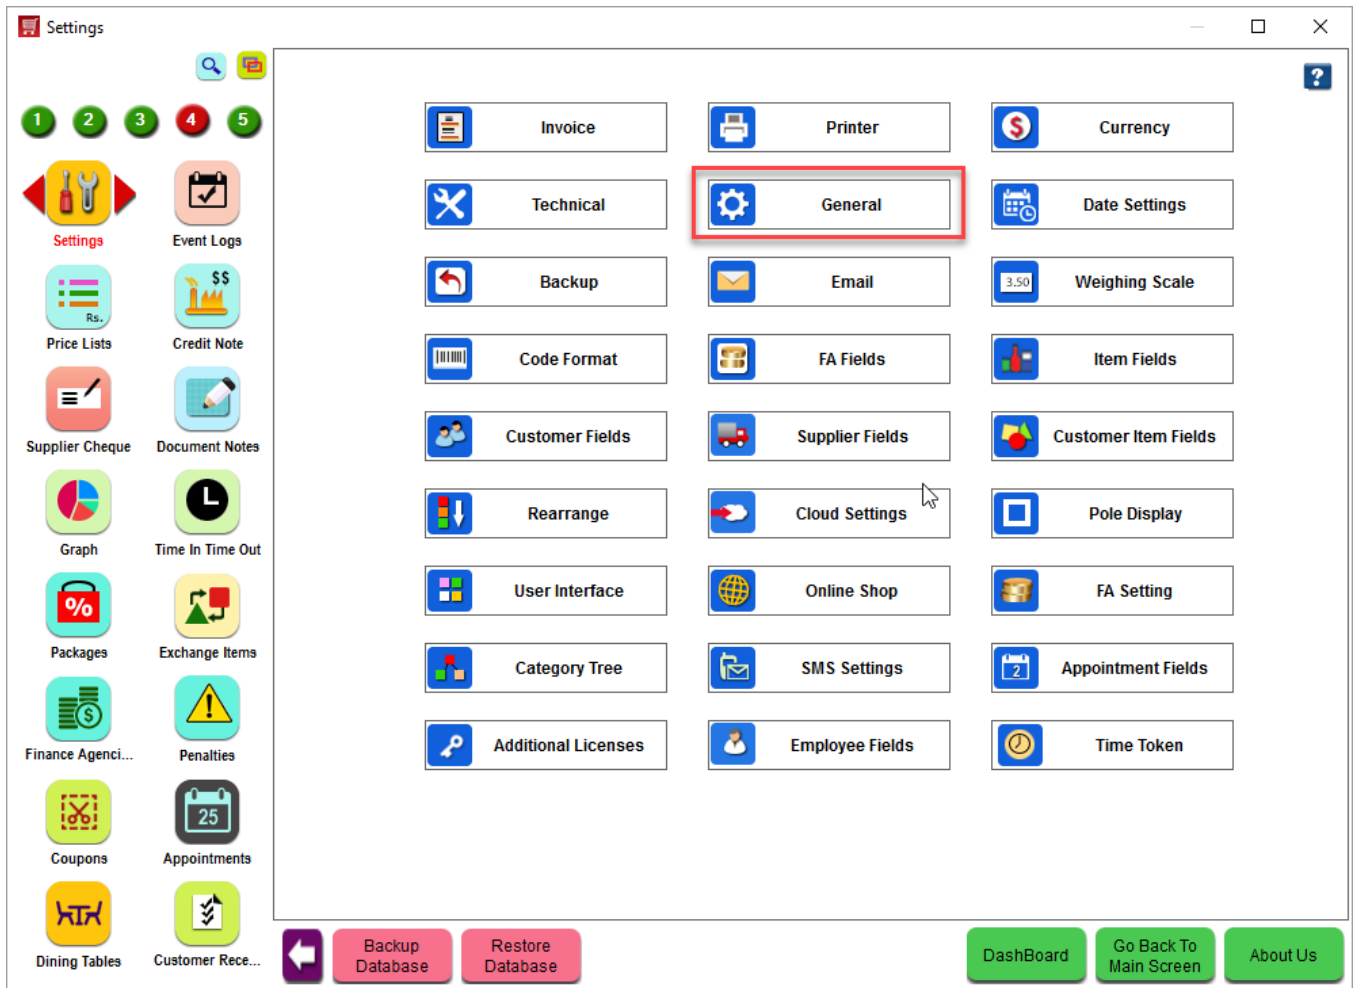 Settings
?
1 2 3 4 5
Settings
Event Logs
Rs.
Price Lists
$$
Credit Note
Supplier Cheque
Document Notes
Graph
Time In Time Out
%
Packages
Exchange Items
$
Finance Agenci...
Penalties
Coupons
25
Appointments
Dining Tables
Customer Rece...
Invoice
Printer
$
Currency
Technical
General
Date Settings
Backup
Email
3.50
Weighing Scale
Code Format
FA Fields
Item Fields
Customer Fields
Supplier Fields
Customer Item Fields
Rearrange
Cloud Settings
Pole Display
User Interface
Online Shop
FA Setting
Category Tree
SMS Settings
2
Appointment Fields
Additional Licenses
Employee Fields
Time Token
Backup
Database
Restore
Database
DashBoard
Go Back To
Main Screen
About Us